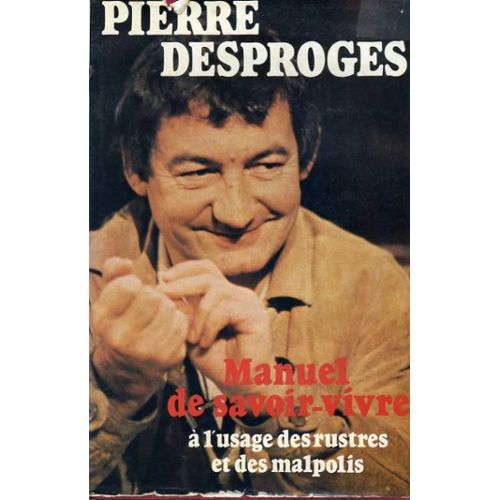 PIERRE
DESPROGES
Manuel
de savoir-vivre
à l'usage des rustres
et des malpolis